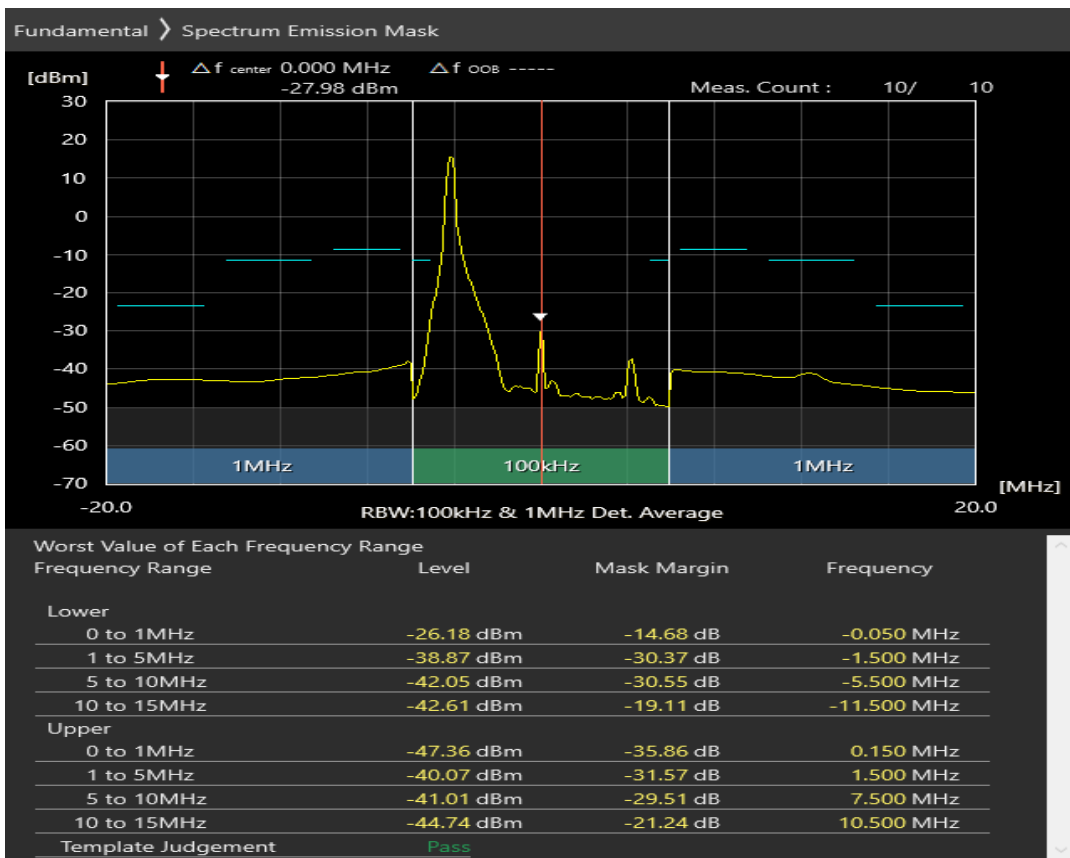 Fundamental 》 Spectrum Emission Mask
△f center 0.000 MHz △f OOB -----
[dBm]
-27.98 dBm Meas. Count : 10/ 10
30
20
10
0
-10
-20
-30
-40
-50
-60
-70
1MHz 100kHz 1MHz
[MHz]
-20.0 RBW:100kHz & 1MHz Det. Average 20.0
Worst Value of Each Frequency Range
Frequency Range Level Mask Margin Frequency
Lower
0 to 1MHz -26.18 dBm -14.68 dB -0.050 MHz
1 to 5MHz -38.87 dBm -30.37 dB -1.500 MHz
5 to 10MHz -42.05 dBm -30.55 dB -5.500 MHz
10 to 15MHz -42.61 dBm -19.11 dB -11.500 MHz
Upper
0 to 1MHz -47.36 dBm -35.86 dB 0.150 MHz
1 to 5MHz -40.07 dBm -31.57 dB 1.500 MHz
5 to 10MHz -41.01 dBm -29.51 dB 7.500 MHz
10 to 15MHz -44.74 dBm -21.24 dB 10.500 MHz
Template Judgement Pass